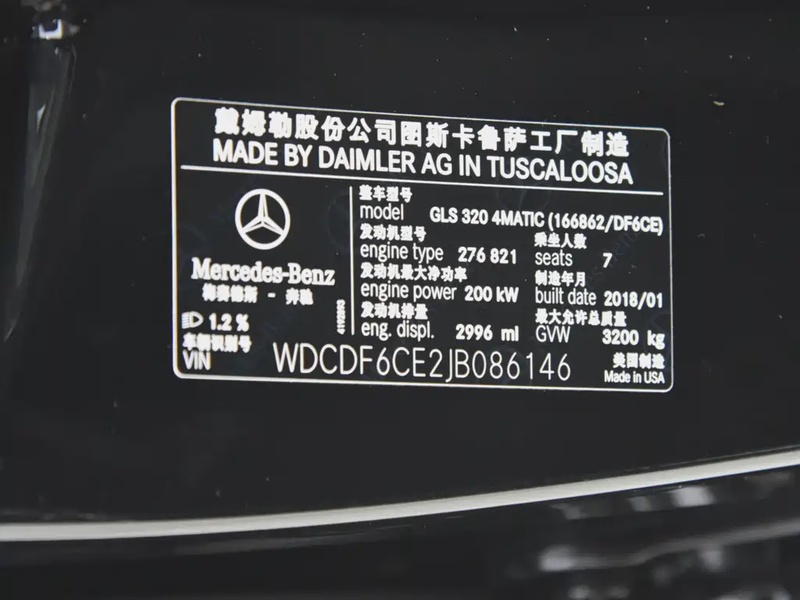 戴姆勒股份公司图斯卡鲁萨工厂制造
MADE BY DAIMLER AG IN TUSCALOOSA
Mercedes-Benz
梅赛德斯 - 奔驰
1.2 %
整车型号
model GLS 320 4MATIC (166862/DF6CE)
发动机型号 乘坐人数
engine type 276 821 seats 7
发动机最大净功率 制造年月
engine power 200 kW built date 2018/01
发动机排量 最大允许总质量
eng. displ. 2996 ml GVW 3200 kg
车辆识别号
VIN WDCDF6CE2JB086146
美国制造
Made in USA